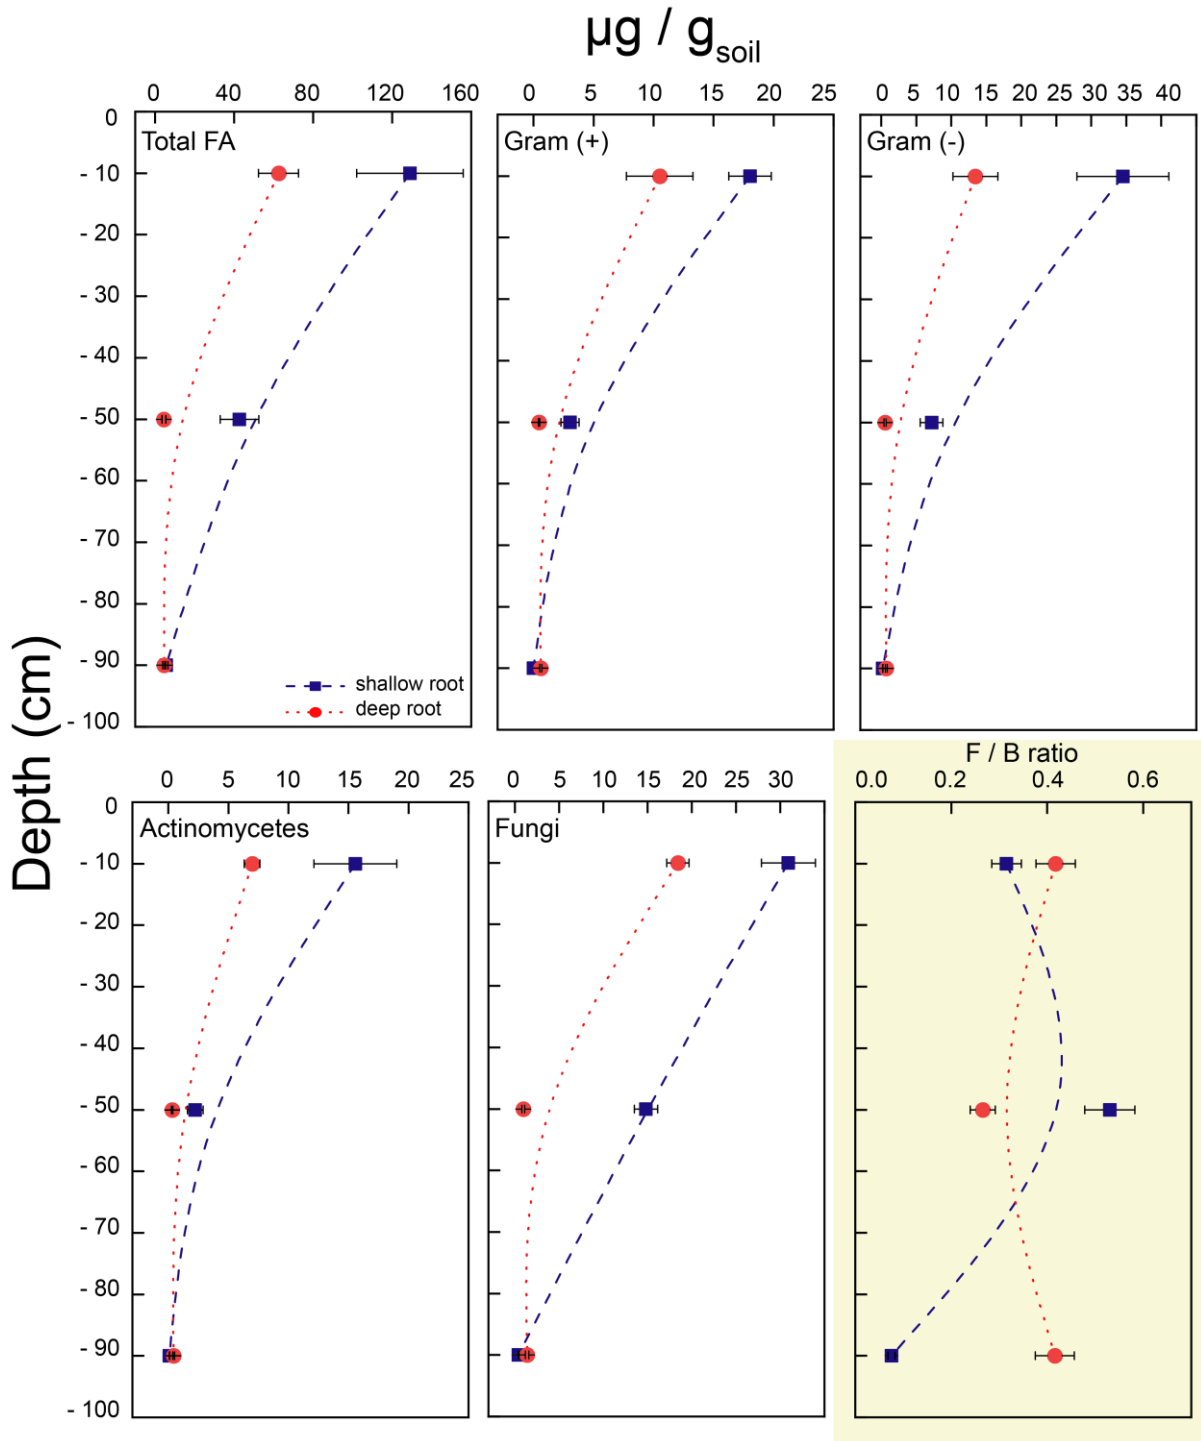 µg / gsoil
0 40 80 120 160
0 5 10 15 20 25
0 5 10 15 20 25 30 35 40
Total FA
Gram (+)
Gram (-)
0
- 10
- 20
- 30
- 40
- 50
- 60
- 70
- 80
- 90
- 100
shallow root
deep root
Depth (cm)
F / B ratio
0 5 10 15 20 25
0 5 10 15 20 25 30
0.0 0.2 0.4 0.6
Actinomycetes
Fungi
0
- 10
- 20
- 30
- 40
- 50
- 60
- 70
- 80
- 90
- 100